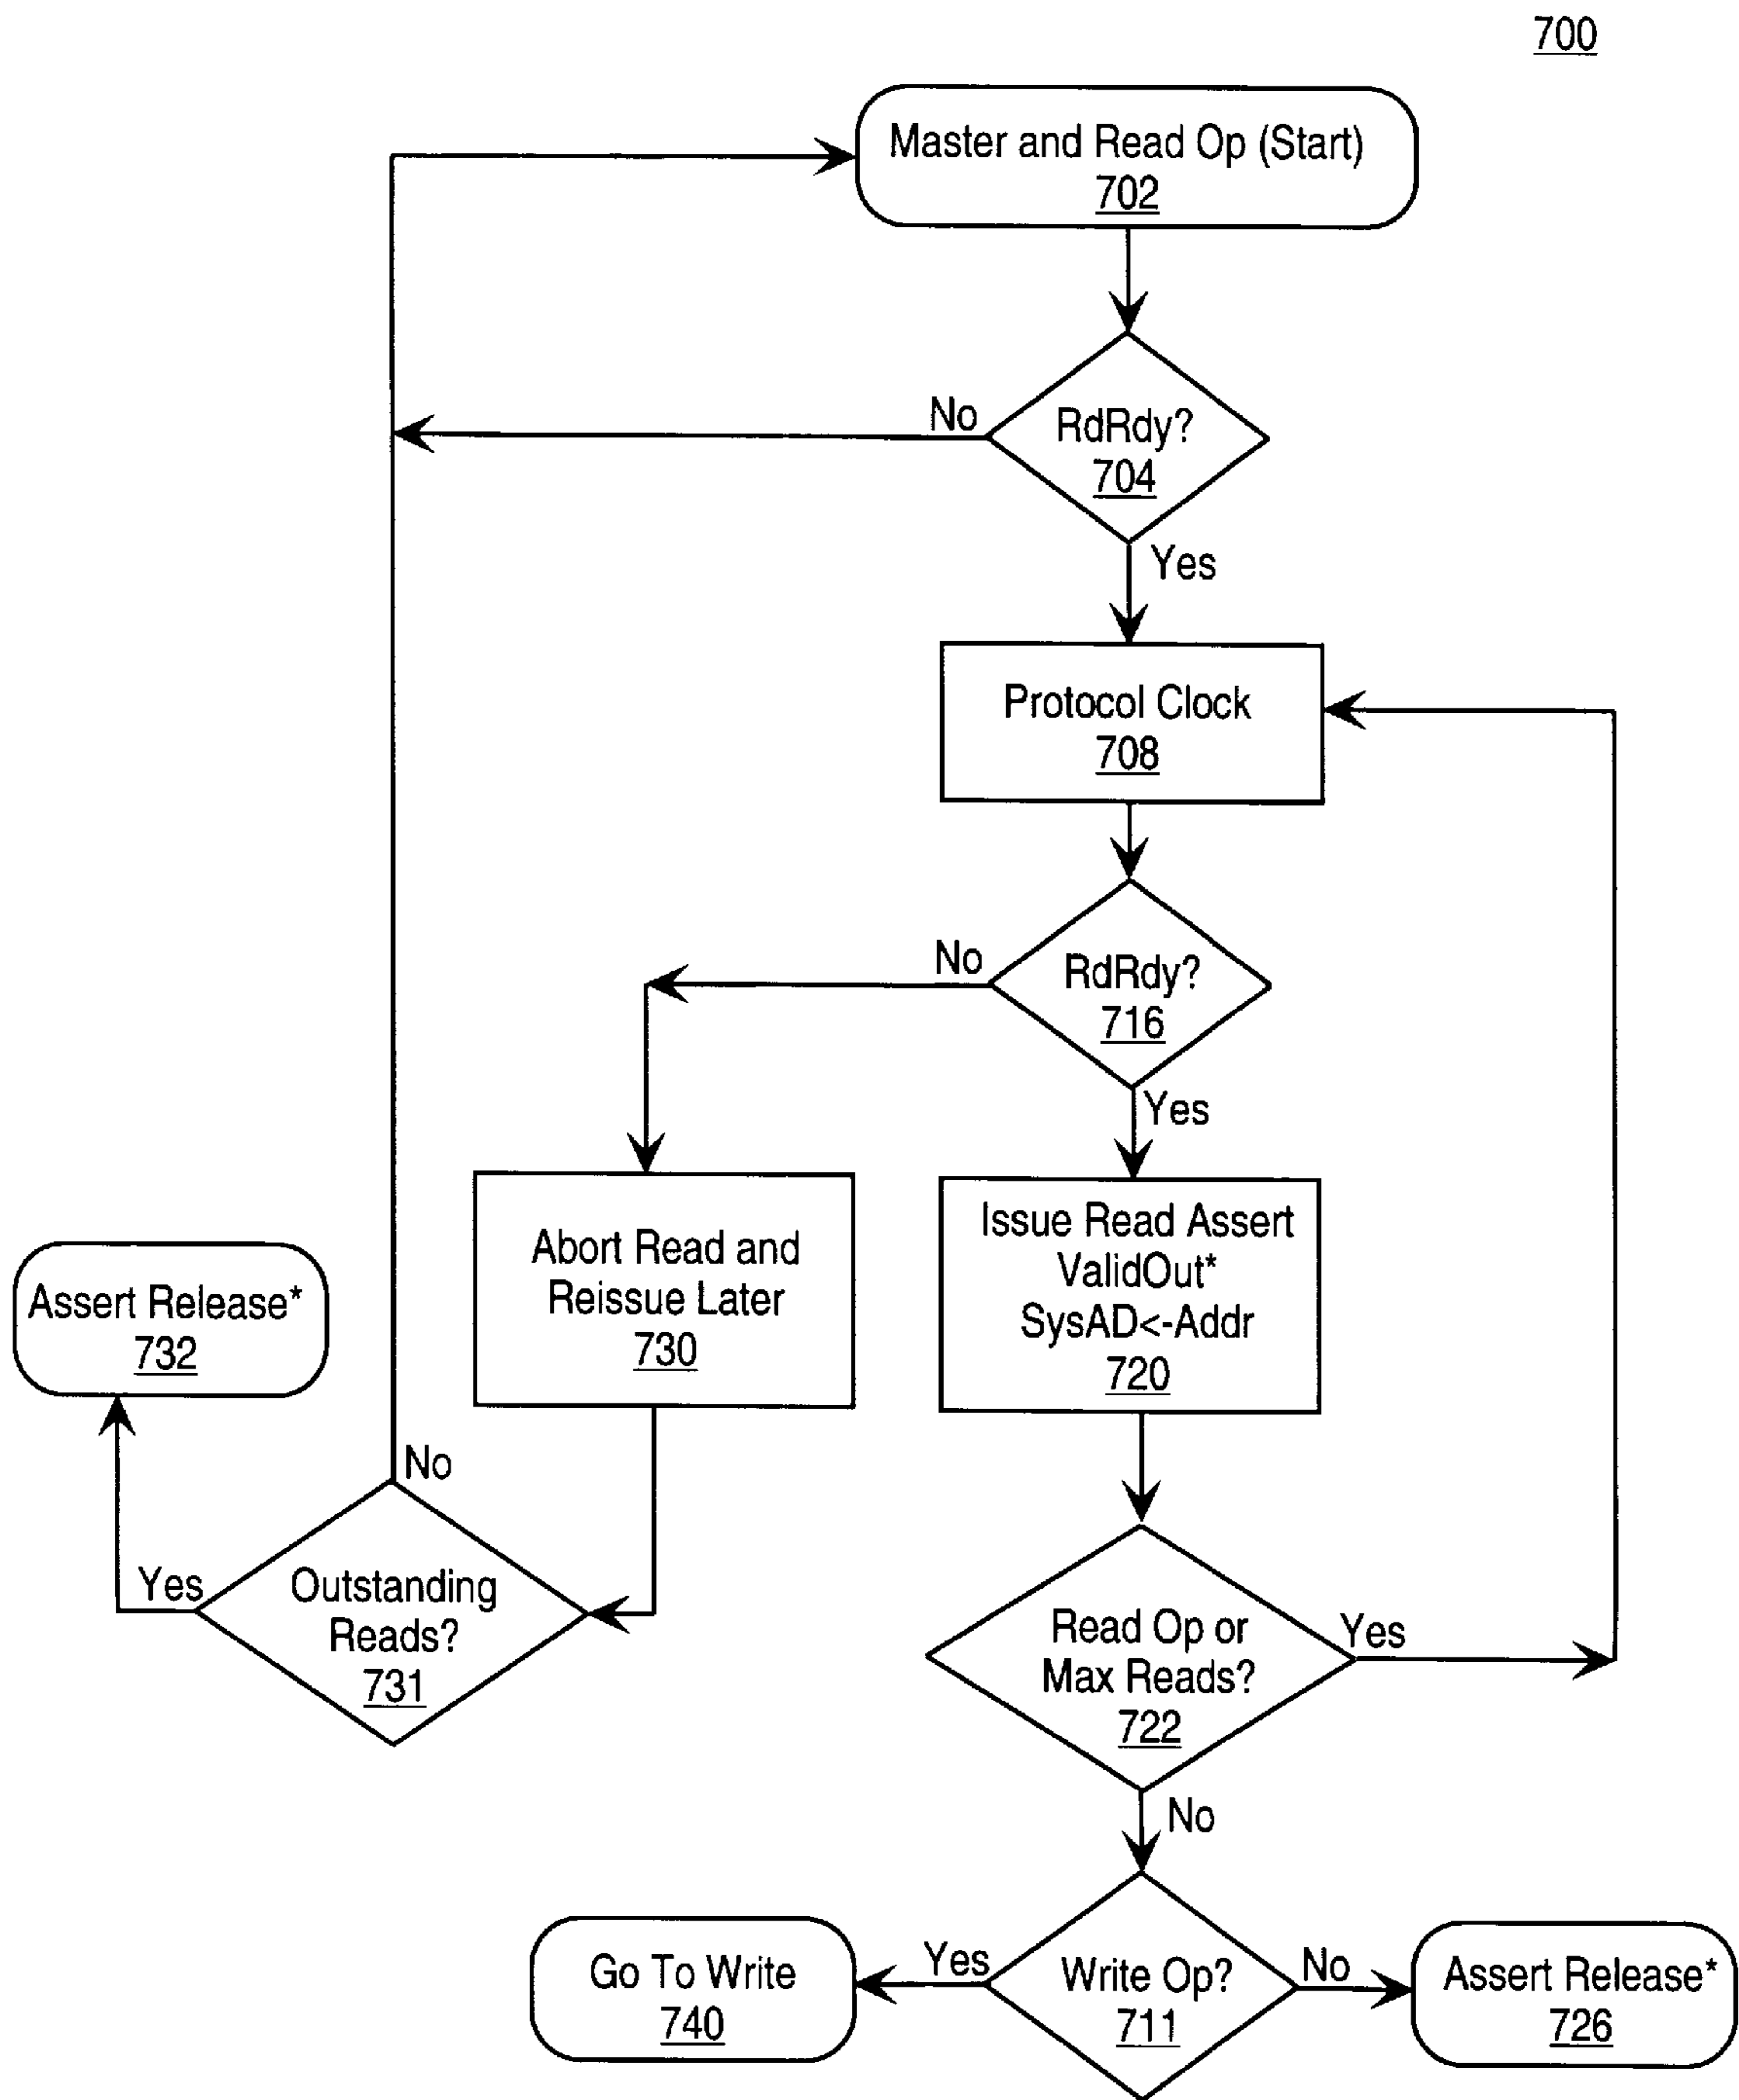 700
Master and Read Op (Start)
702
No
RdRdy?
704
Yes
Protocol Clock
708
No
RdRdy?
716
Yes
Abort Read and
Reissue Later
730
Issue Read Assert
ValidOut*
SysAD<-Addr
720
Assert Release*
732
No
Yes
Outstanding
Reads?
731
Read Op or
Max Reads?
722
Yes
No
Go To Write
740
Yes
Write Op?
711
No
Assert Release*
726